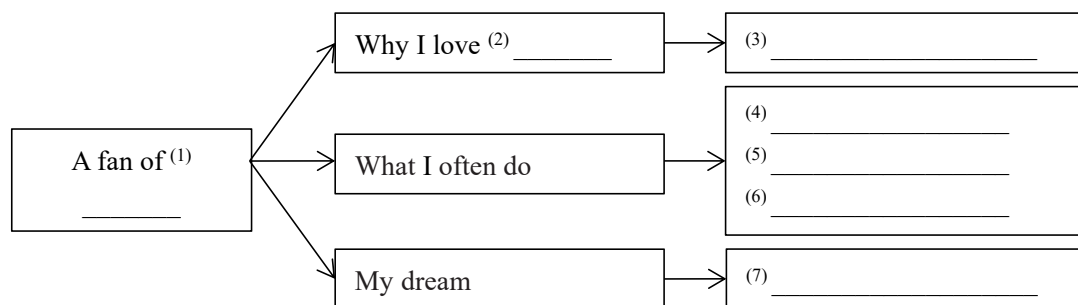 A fan of (1)
________
Why I love (2) ________
What I often do
My dream
(3) ____________________
(4) ____________________
(5) ____________________
(6) ____________________
(7) ____________________